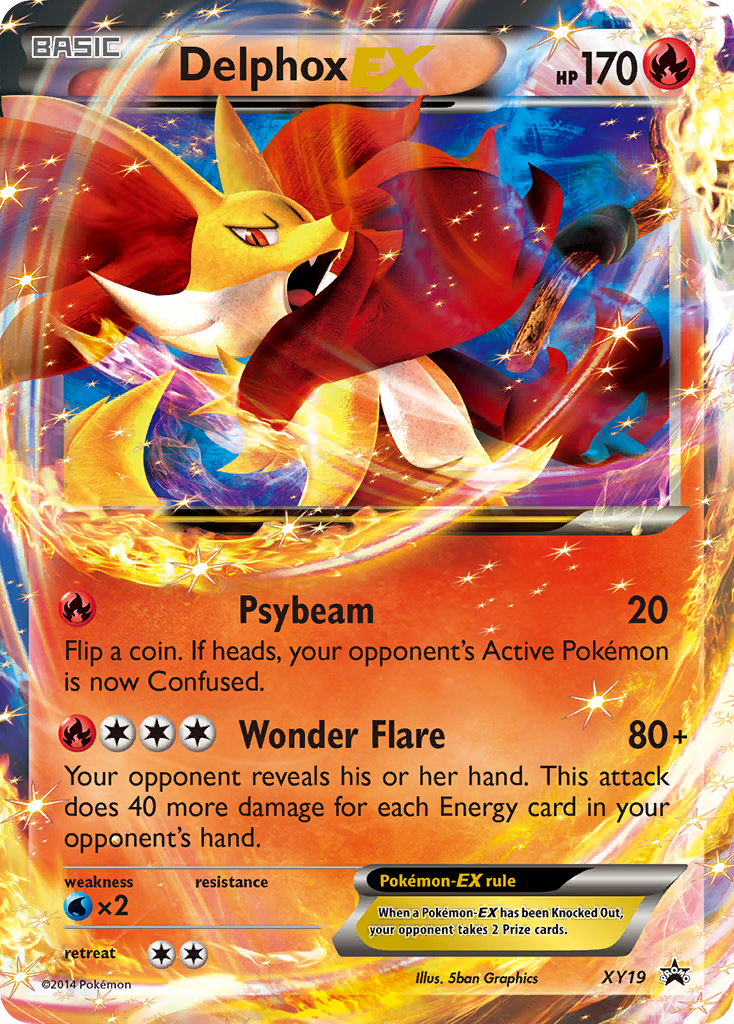 BASIC
Delphox EX
HP 170
Psybeam 20
Flip a coin. If heads, your opponent's Active Pokémon
is now Confused.
Wonder Flare 80+
Your opponent reveals his or her hand. This attack
does 40 more damage for each Energy card in your
opponent's hand.
weakness resistance
×2
Pokémon-EX rule
When a Pokémon-EX has been Knocked Out,
your opponent takes 2 Prize cards.
retreat
©2014 Pokémon
Illus. 5ban Graphics
XY19
PROMO